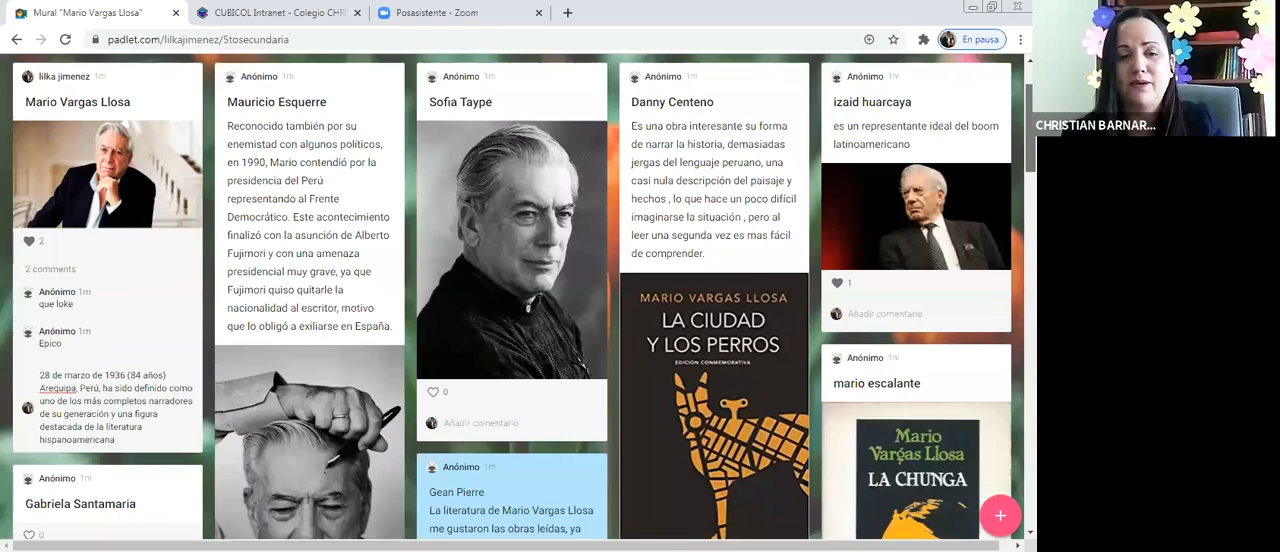 Mural "Mario Vargas Llosa"
CUBICOL Intranet - Colegio CHRI
Posasistente - Zoom
padlet.com/lilkajimenez/5tosecundaria
En pausa
lilka jimenez 1m
Mario Vargas Llosa
2
2 comments
Anónimo 1m
que loke
Anónimo 1m
Epico
28 de marzo de 1936 (84 años)
Arequipa, Perú, ha sido definido como
uno de los más completos narradores
de su generación y una figura
destacada de la literatura
hispanoamericana
Anónimo 1m
Gabriela Santamaria
0
Anónimo 1m
Mauricio Esquerre
Reconocido también por su
enemistad con algunos políticos,
en 1990, Mario contendió por la
presidencia del Perú
representando al Frente
Democrático. Este acontecimiento
finalizó con la asunción de Alberto
Fujimori y con una amenaza
presidencial muy grave, ya que
Fujimori quiso quitarle la
nacionalidad al escritor, motivo
que lo obligó a exiliarse en España.
Anónimo 1m
Sofia Taype
0
Añadir comentario
Anónimo 1m
Gean Pierre
La literatura de Mario Vargas Llosa
me gustaron las obras leídas, ya
Anónimo 1m
Danny Centeno
Es una obra interesante su forma
de narrar la historia, demasiadas
jergas del lenguaje peruano, una
casi nula descripción del paisaje y
hechos , lo que hace un poco difícil
imaginarse la situación , pero al
leer una segunda vez es mas fácil
de comprender.
MARIO VARGAS LLOSA
LA CIUDAD
Y LOS PERROS
EDICIÓN CONMEMORATIVA
Anónimo 1m
izaid huarcaya
es un representante ideal del boom
latinoamericano
1
Añadir comentario
Anónimo 1m
mario escalante
Mario
Vargas Llosa
LA CHUNGA
CHRISTIAN BARNAR...